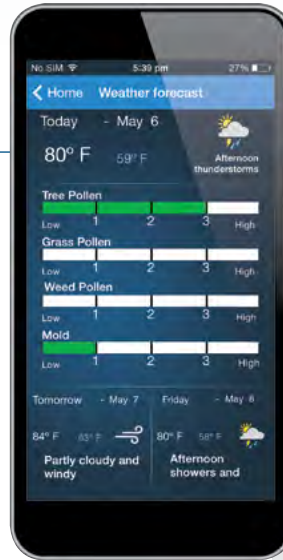 No SIM 5:39 pm 27%
Home Weather forecast
Today - May 6
80° F 59° F
Afternoon thunderstorms
Tree Pollen
Low 1 2 3 High
Grass Pollen
Low 1 2 3 High
Weed Pollen
Low 1 2 3 High
Mold
Low 1 2 3 High
Tomorrow - May 7 Friday - May 8
84° F 63° F 80° F 58° F
Partly cloudy and windy
Afternoon showers and